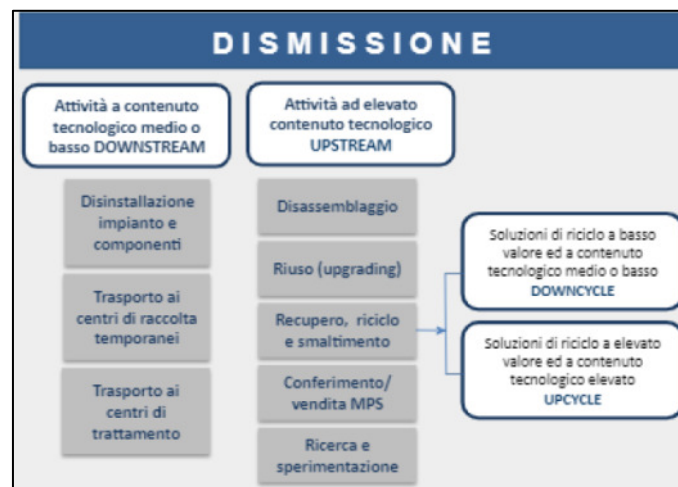 DISMISSIONE
Attività a contenuto
tecnologico medio o
basso DOWNSTREAM
Attività ad elevato
contenuto tecnologico
UPSTREAM
Disinstallazione
impianto e
componenti
Trasporto ai
centri di raccolta
temporanei
Trasporto ai
centri di
trattamento
Disassemblaggio
Riuso (upgrading)
Recupero, riciclo
e smaltimento
Conferimento/
vendita MPS
Ricerca e
sperimentazione
Soluzioni di riciclo a basso
valore ed a contenuto
tecnologico medio o basso
DOWNCYCLE
Soluzioni di riciclo a elevato
valore ed a contenuto
tecnologico elevato
UPCYCLE